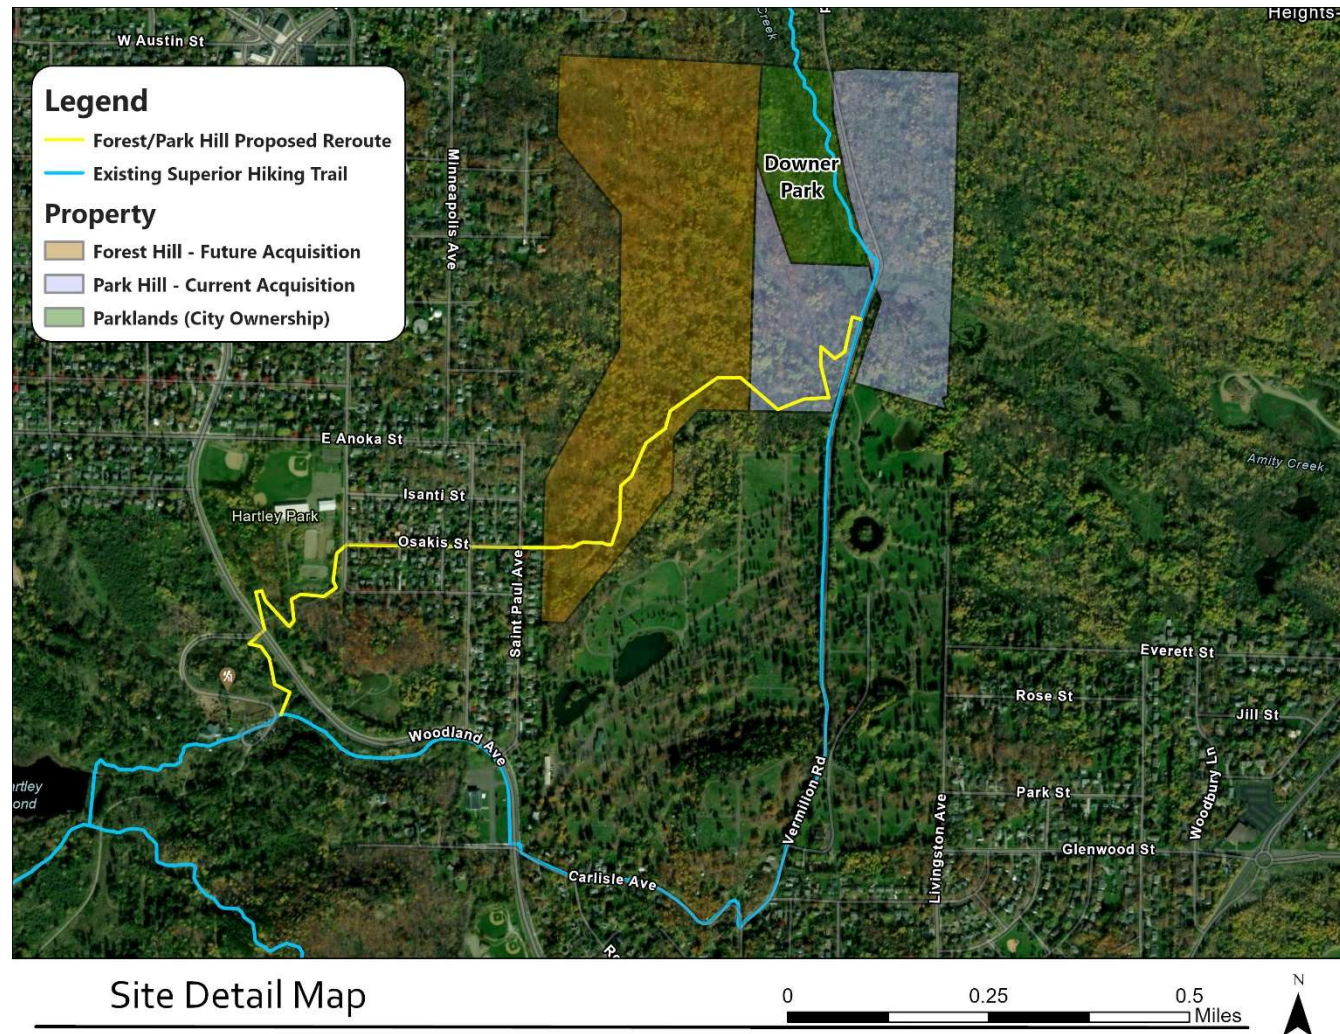 Creek
Heights-
W Austin St
Legend
Forest/Park Hill Proposed Reroute
Existing Superior Hiking Trail
Property
Forest Hill - Future Acquisition
Park Hill - Current Acquisition
Parklands (City Ownership)
Minneapolis Ave
Downer
Park
E Anoka St
Amity Creek
Isanti St
Hartley Park
Osakis St
Saint Paul Ave
Everett St
Rose St
Jill St
Woodland Ave
Vermilion Rd
Woodbury Ln
artley
ond
Park St
Livingston Ave
Glenwood St
Carlisle Ave
Site Detail Map
0 0.25 0.5
Miles
N